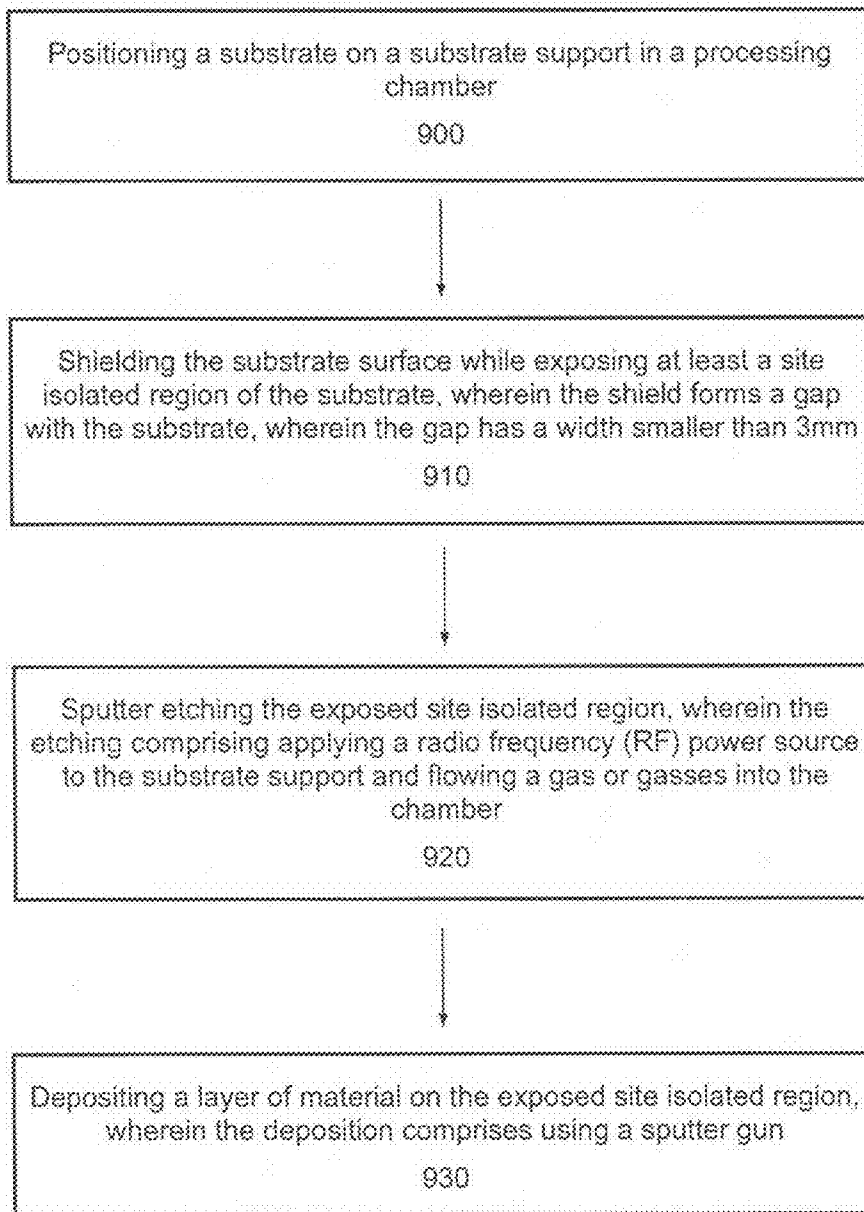 Positioning a substrate on a substrate support in a processing
chamber
900
Shielding the substrate surface while exposing at least a site
isolated region of the substrate, wherein the shield forms a gap
with the substrate, wherein the gap has a width smaller than 3mm
910
Sputter etching the exposed site isolated region, wherein the
etching comprising applying a radio frequency (RF) power source
to the substrate support and flowing a gas or gasses into the
chamber
920
Depositing a layer of material on the exposed site isolated region,
wherein the deposition comprises using a sputter gun
930